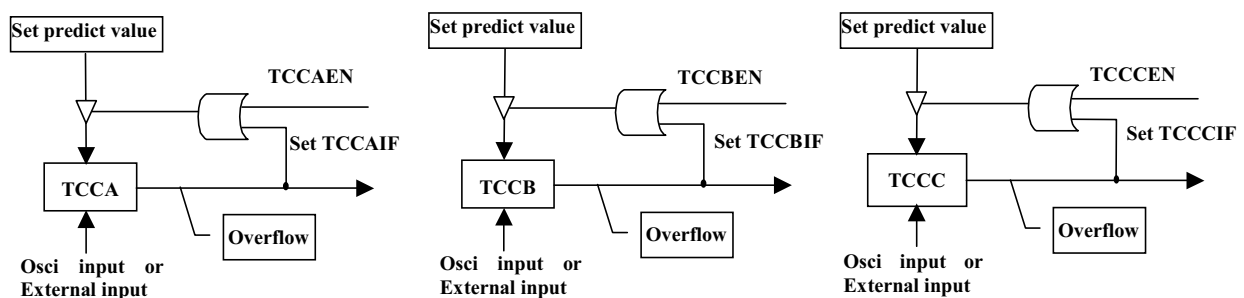 Set predict value
TCCAEN
Set TCCAIF
TCCA
Overflow
Osci input or
External input
Set predict value
TCCBEN
Set TCCBIF
TCCB
Overflow
Osci input or
External input
Set predict value
TCCCEN
Set TCCCIF
TCCC
Overflow
Osci input or
External input